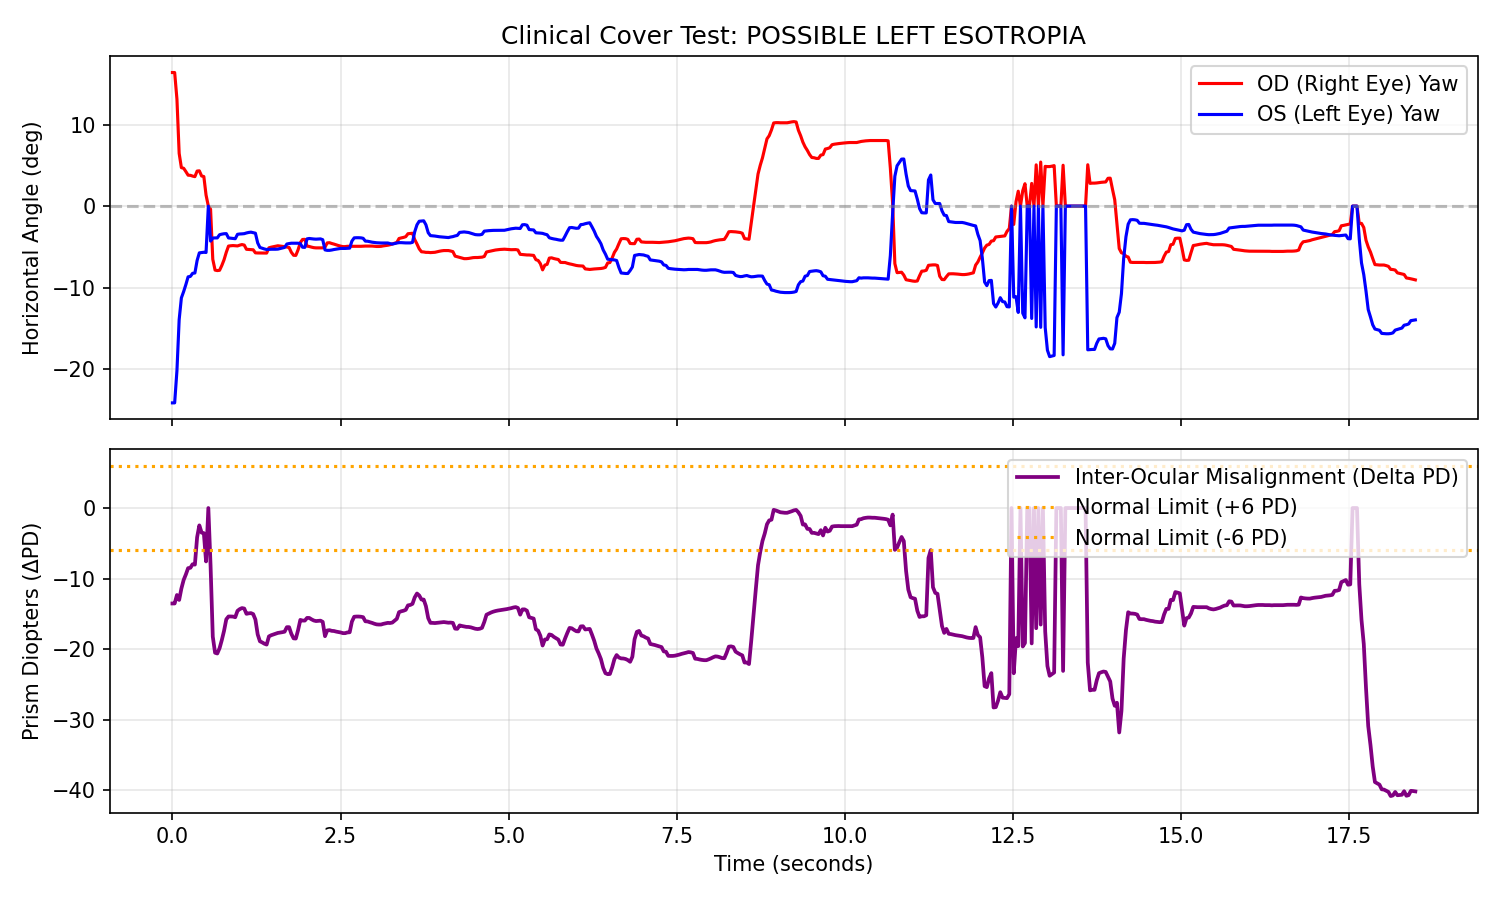 Clinical Cover Test: POSSIBLE LEFT ESOTROPIA
OD (Right Eye) Yaw
OS (Left Eye) Yaw
Horizontal Angle (deg)
10
0
−10
−20
Inter-Ocular Misalignment (Delta PD)
Normal Limit (+6 PD)
Normal Limit (-6 PD)
Prism Diopters (ΔPD)
0
−10
−20
−30
−40
0.0 2.5 5.0 7.5 10.0 12.5 15.0 17.5
Time (seconds)